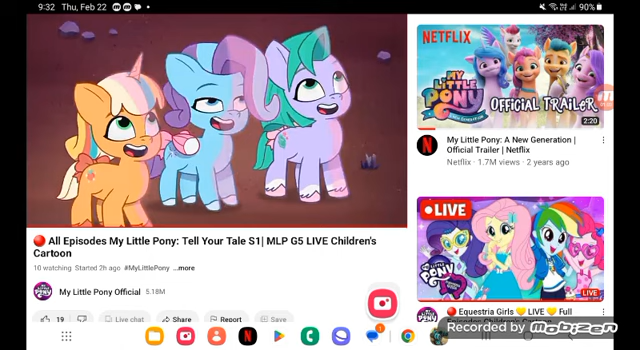 9:32 Thu, Feb 22
90%
NETFLIX
MY LITTLE PONY
OFFICIAL TRAILER
2:20
My Little Pony: A New Generation |
Official Trailer | Netflix
Netflix · 1.7M views · 2 years ago
🔴 All Episodes My Little Pony: Tell Your Tale S1| MLP G5 LIVE Children's
Cartoon
10 watching Started 2h ago #MyLittlePony ...more
My Little Pony Official 5.18M
19
Live chat
Share
Report
Save
LIVE
MY LITTLE PONY
Equestria Girls
LIVE
🔴 Equestria Girls 💛 LIVE 💛 Full
Recorded by Mobizen